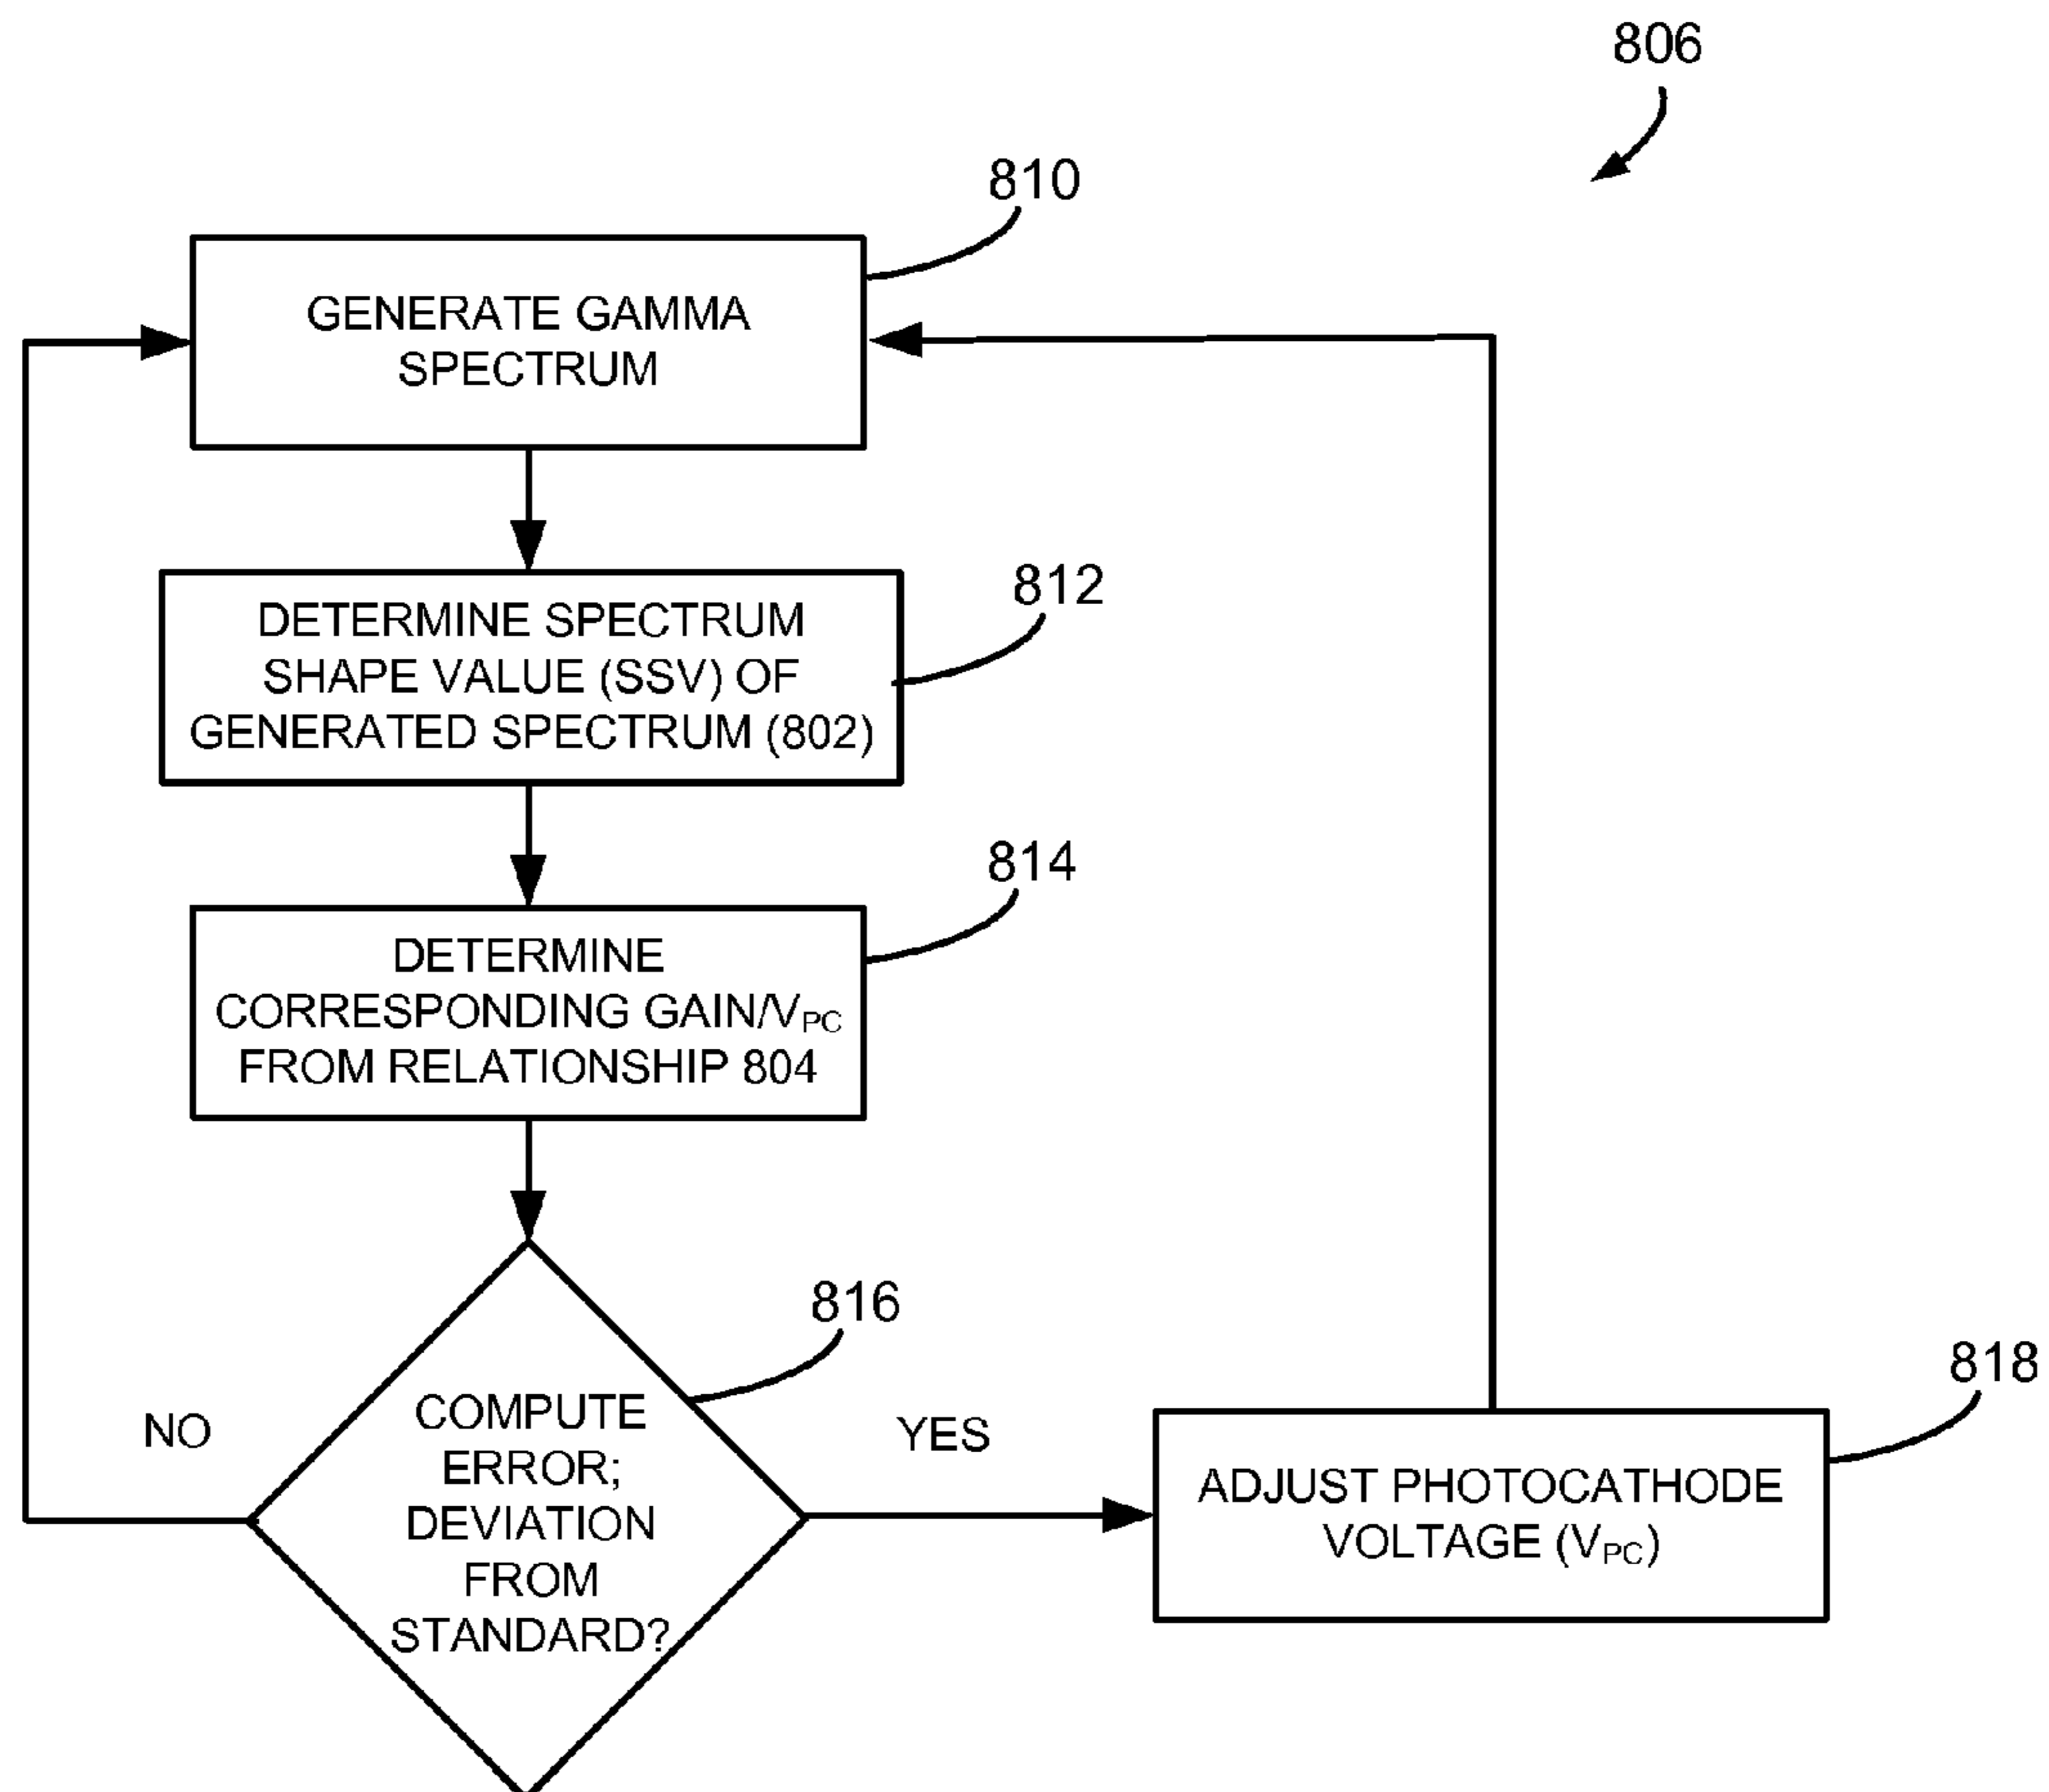 806
810
GENERATE GAMMA
SPECTRUM
812
DETERMINE SPECTRUM
SHAPE VALUE (SSV) OF
GENERATED SPECTRUM (802)
814
DETERMINE
CORRESPONDING GAIN/VPC
FROM RELATIONSHIP 804
816
COMPUTE
ERROR;
DEVIATION
FROM
STANDARD?
NO
YES
818
ADJUST PHOTOCATHODE
VOLTAGE (VPC)